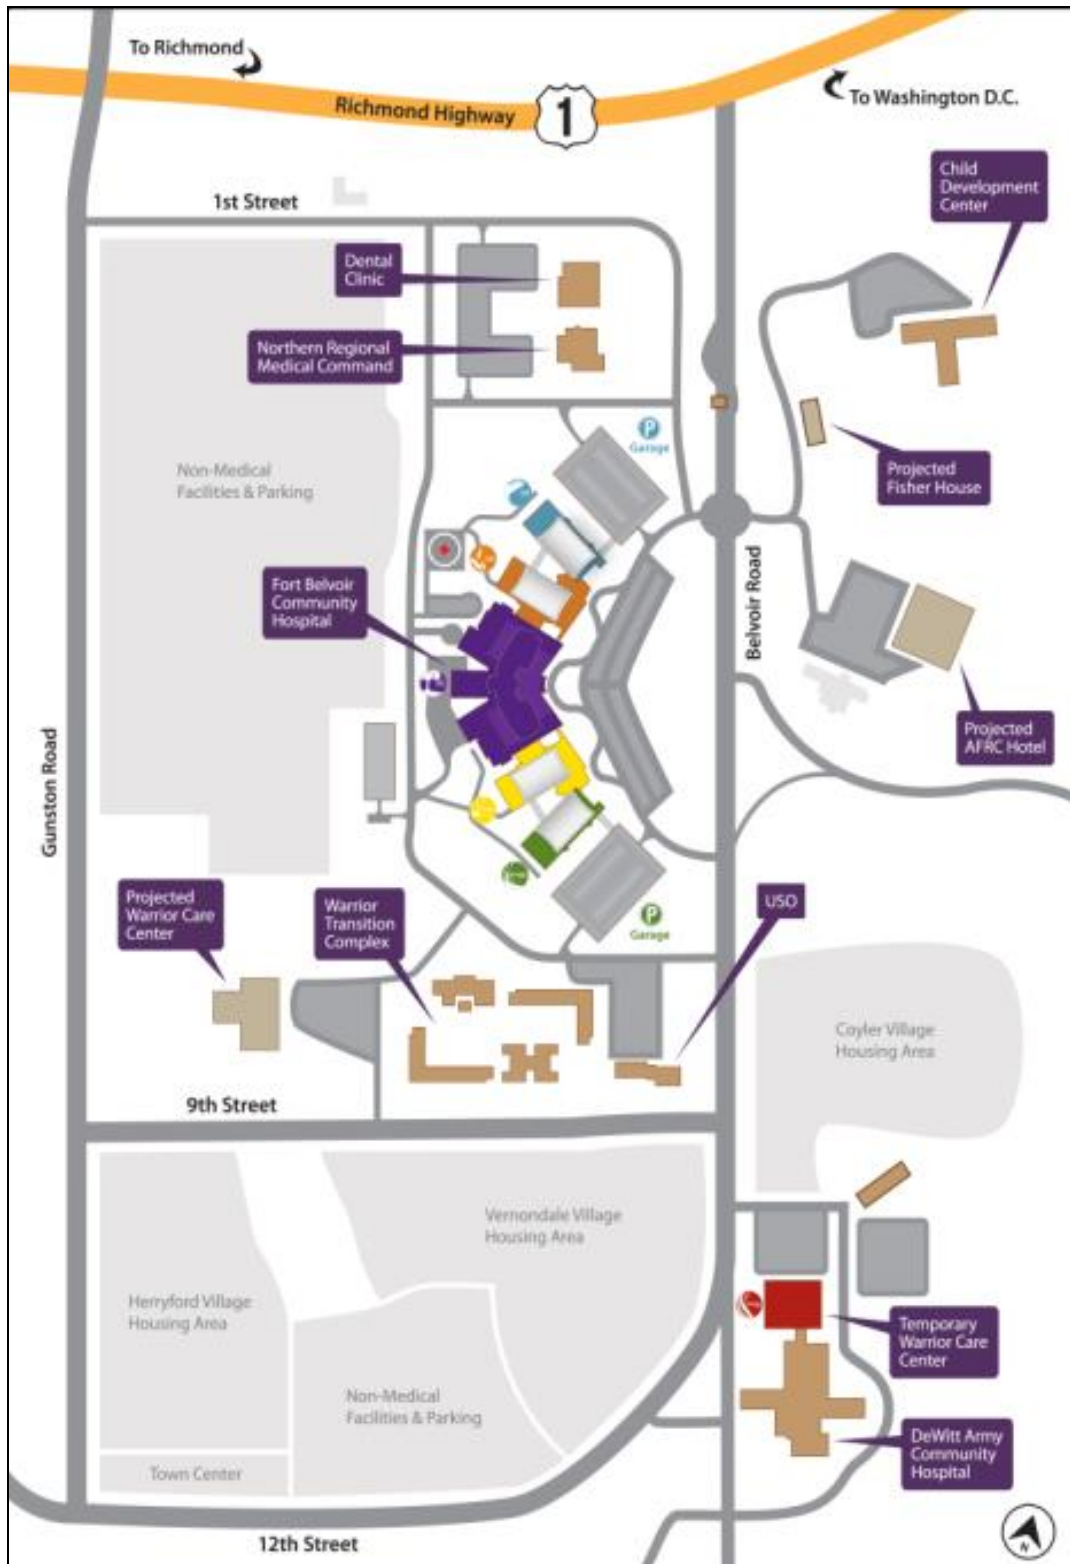 To Richmond
Richmond Highway
1
To Washington D.C.
Child
Development
Center
1st Street
Dental
Clinic
Northern Regional
Medical Command
P
Garage
Non-Medical
Facilities & Parking
Projected
Fisher House
Fort Belvoir
Community
Hospital
Belvoir Road
Projected
AFRC Hotel
Gunston Road
Projected
Warrior Care
Center
Warrior
Transition
Complex
P
Garage
USO
Coyler Village
Housing Area
9th Street
Vernondale Village
Housing Area
Herryford Village
Housing Area
Temporary
Warrior Care
Center
Non-Medical
Facilities & Parking
DeWitt Army
Community
Hospital
Town Center
12th Street
N